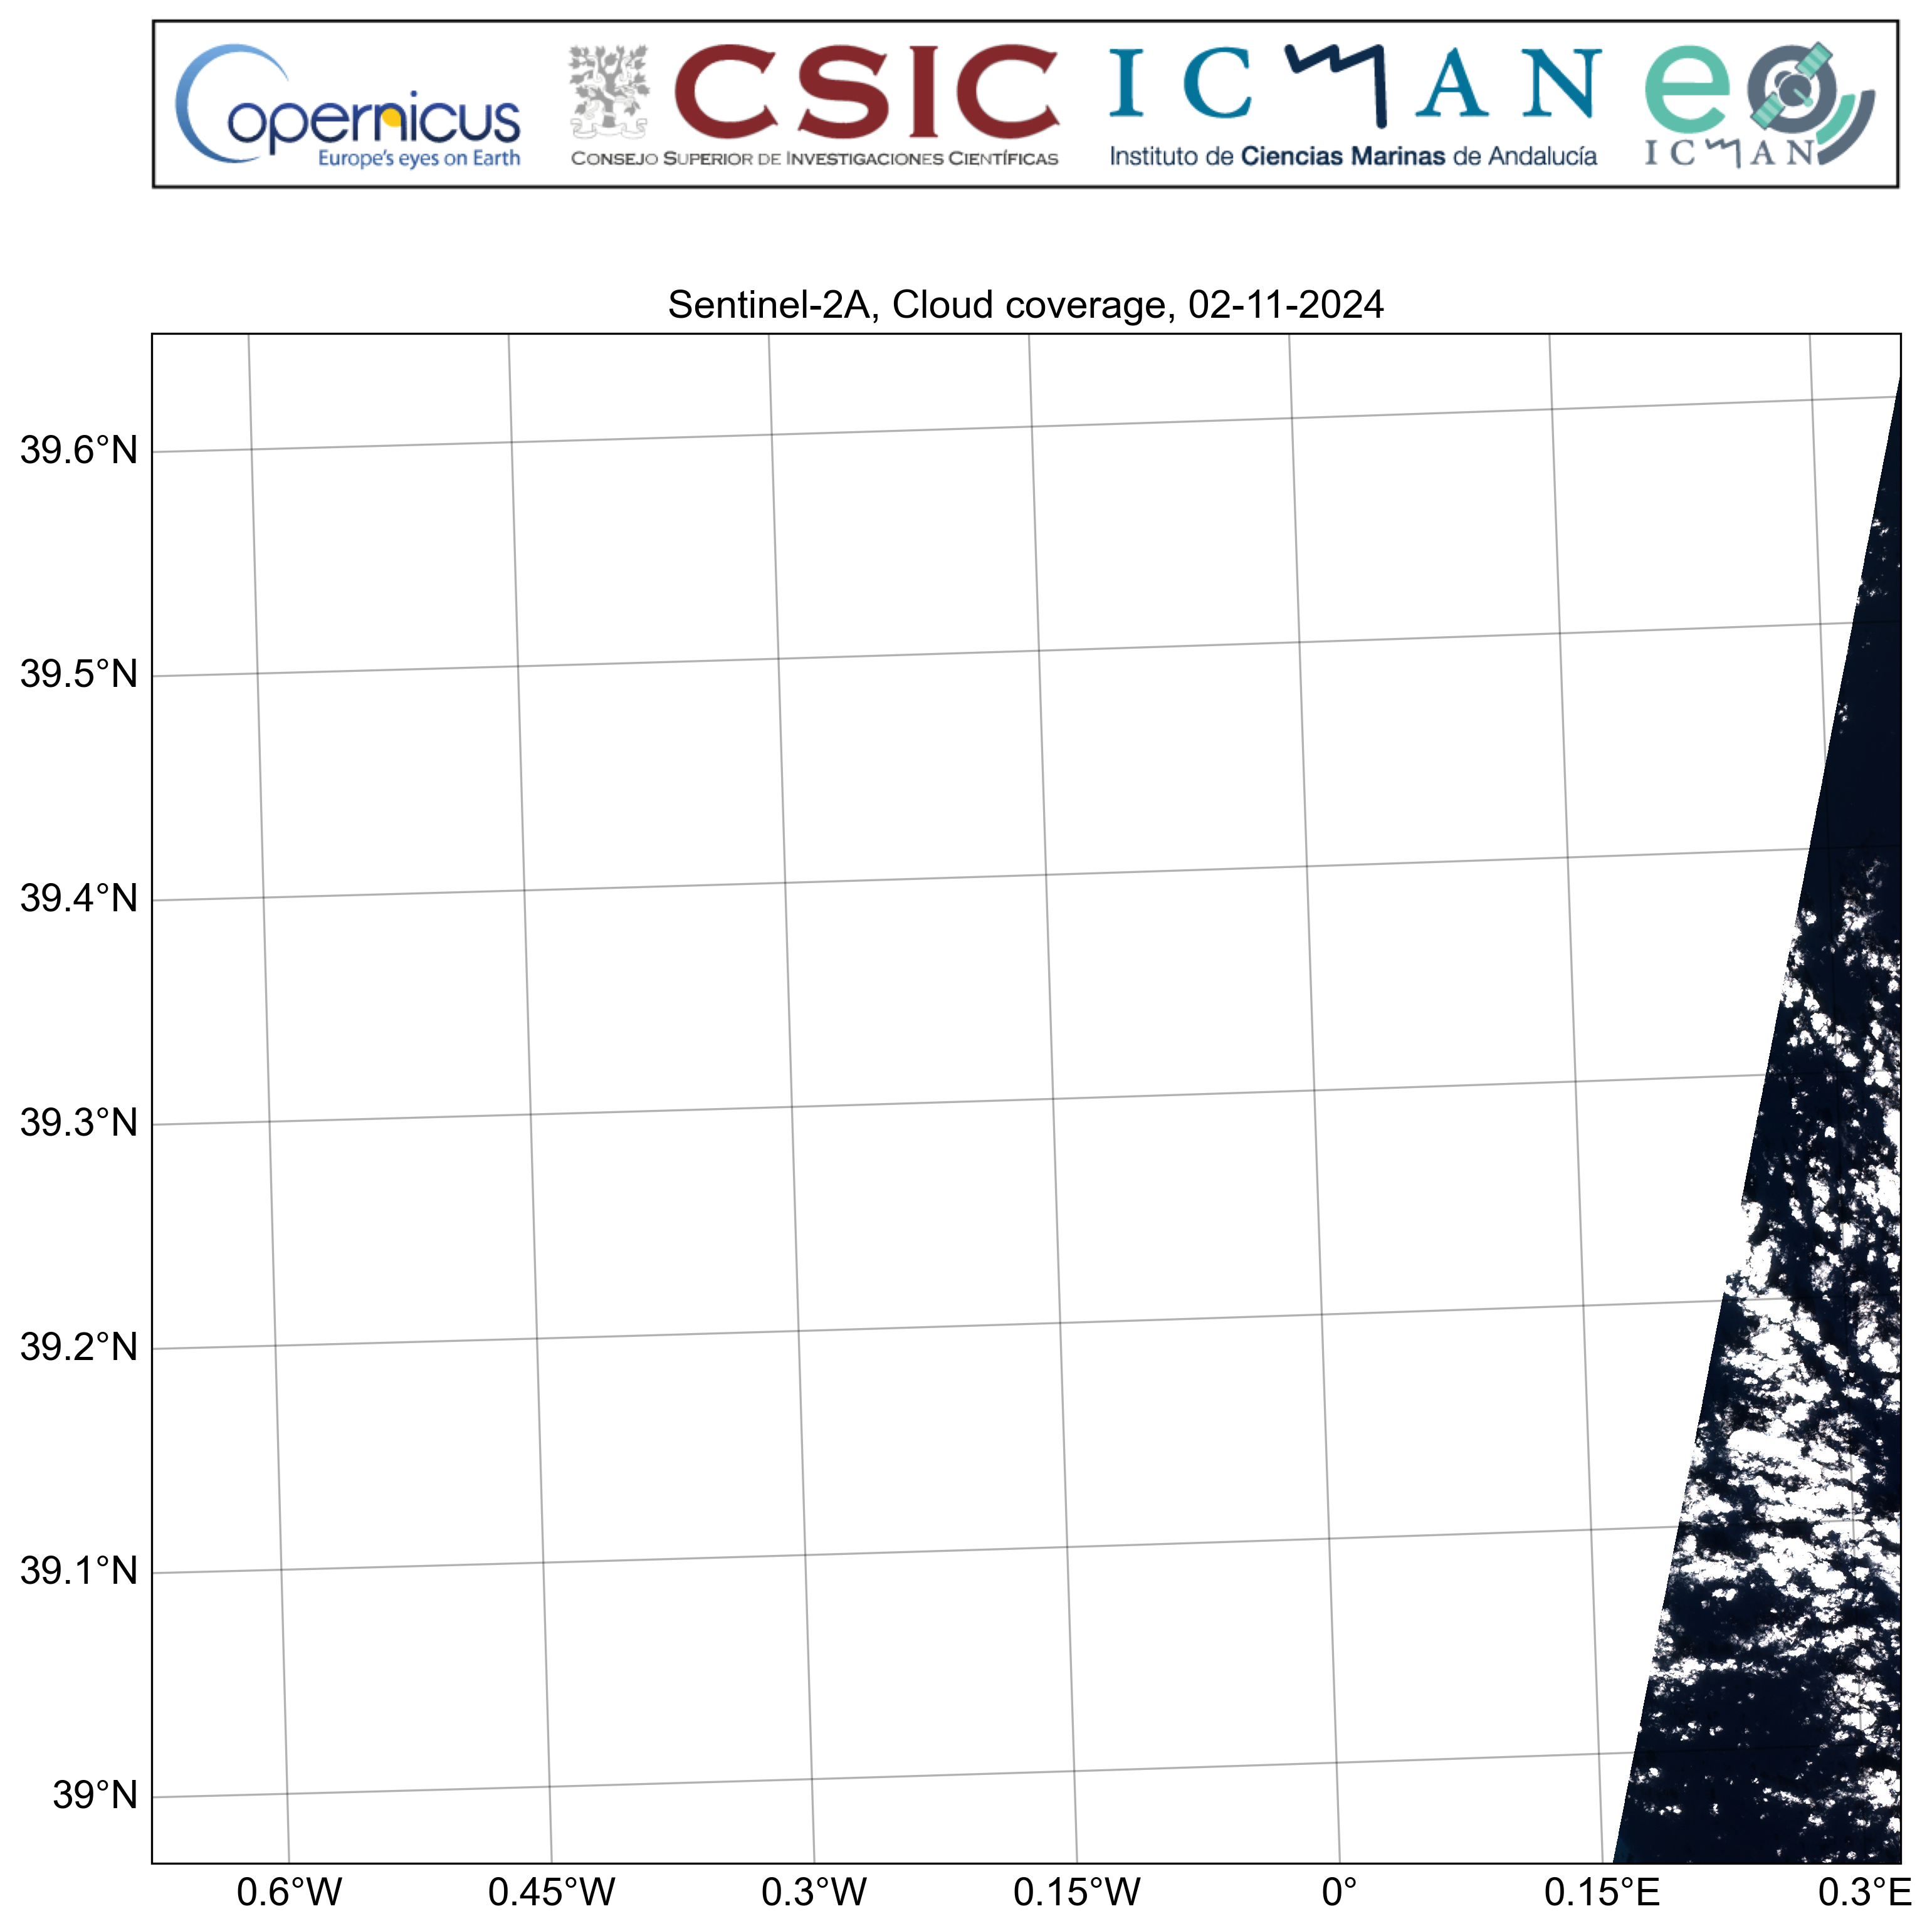 Copernicus
Europe's eyes on Earth
CSIC
CONSEJO SUPERIOR DE INVESTIGACIONES CIENTÍFICAS
ICMAN
Instituto de Ciencias Marinas de Andalucía
eo
ICMAN
Sentinel-2A, Cloud coverage, 02-11-2024
39.6°N
39.5°N
39.4°N
39.3°N
39.2°N
39.1°N
39°N
0.6°W 0.45°W 0.3°W 0.15°W 0° 0.15°E 0.3°E